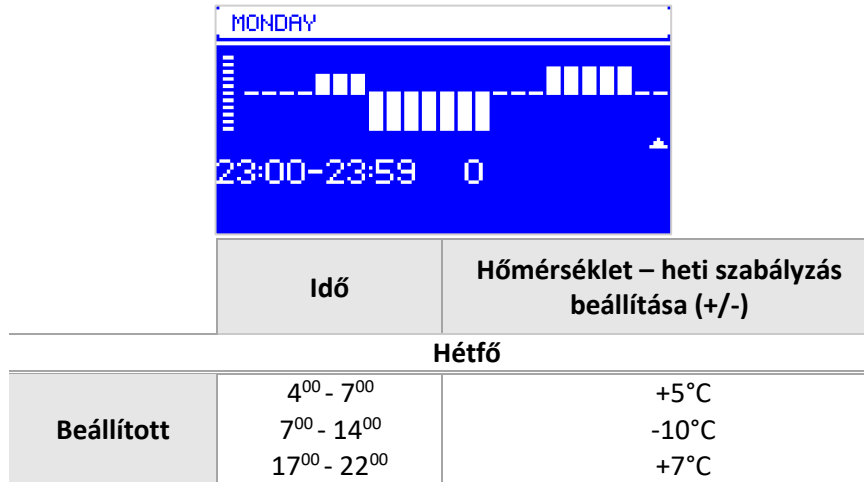 MONDAY
23:00-23:59 0
Idő
Hőmérséklet – heti szabályzás
beállítása (+/-)
Hétfő
Beállított
4⁰⁰ - 7⁰⁰ +5°C
7⁰⁰ - 14⁰⁰ -10°C
17⁰⁰ - 22⁰⁰ +7°C